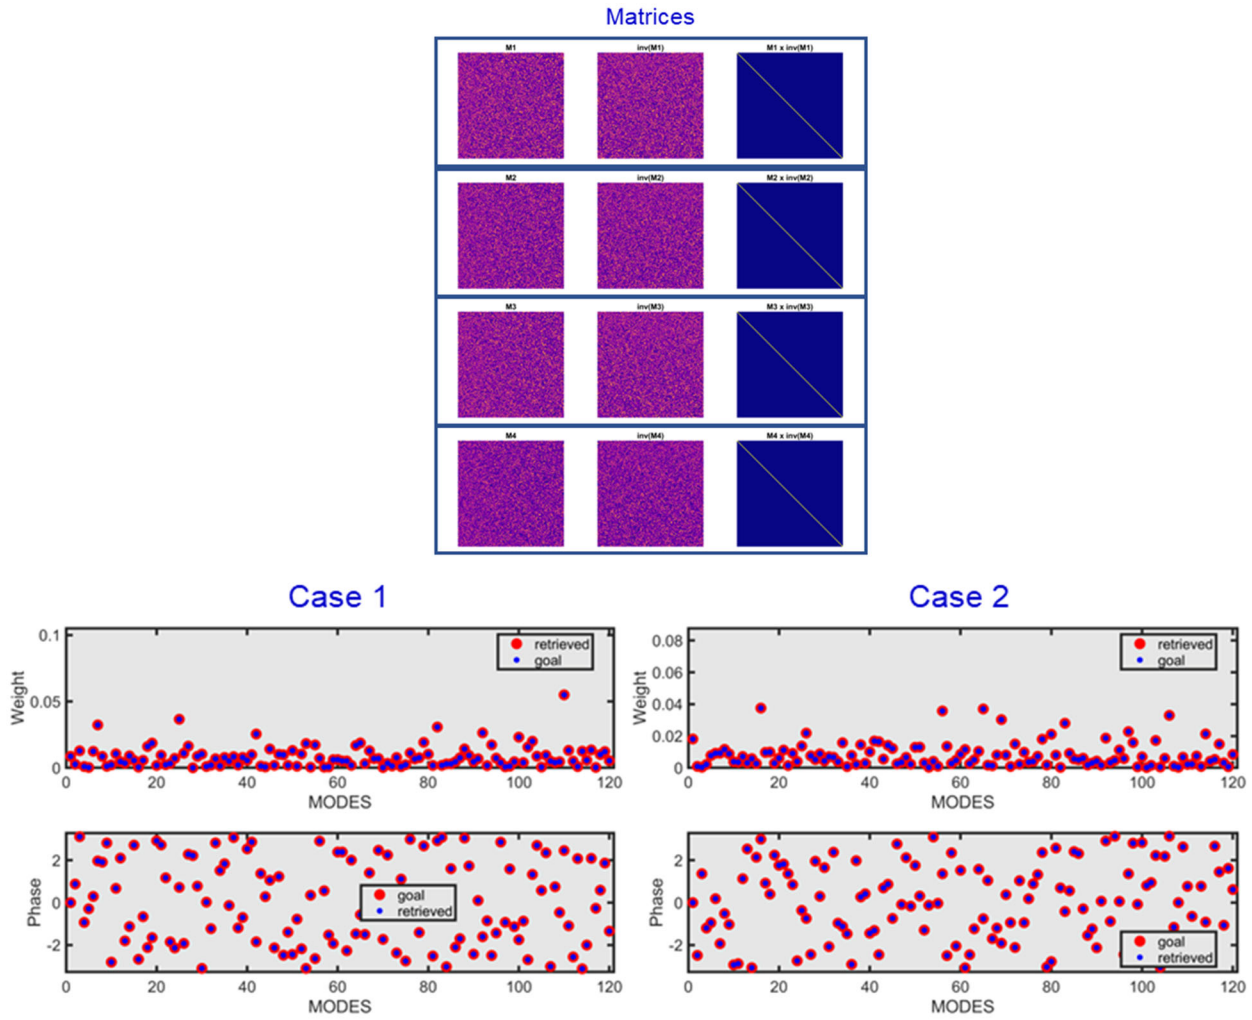 Matrices
M1 inv(M1) M1 x inv(M1)
M2 inv(M2) M2 x inv(M2)
M3 inv(M3) M3 x inv(M3)
M4 inv(M4) M4 x inv(M4)
Case 1 Case 2
0.1
0.05
0
Weight
retrieved
goal
0 20 40 60 80 100 120
MODES
0.08
0.06
0.04
0.02
0
Weight
retrieved
goal
0 20 40 60 80 100 120
MODES
2
0
-2
Phase
goal
retrieved
0 20 40 60 80 100 120
MODES
2
0
-2
Phase
goal
retrieved
0 20 40 60 80 100 120
MODES